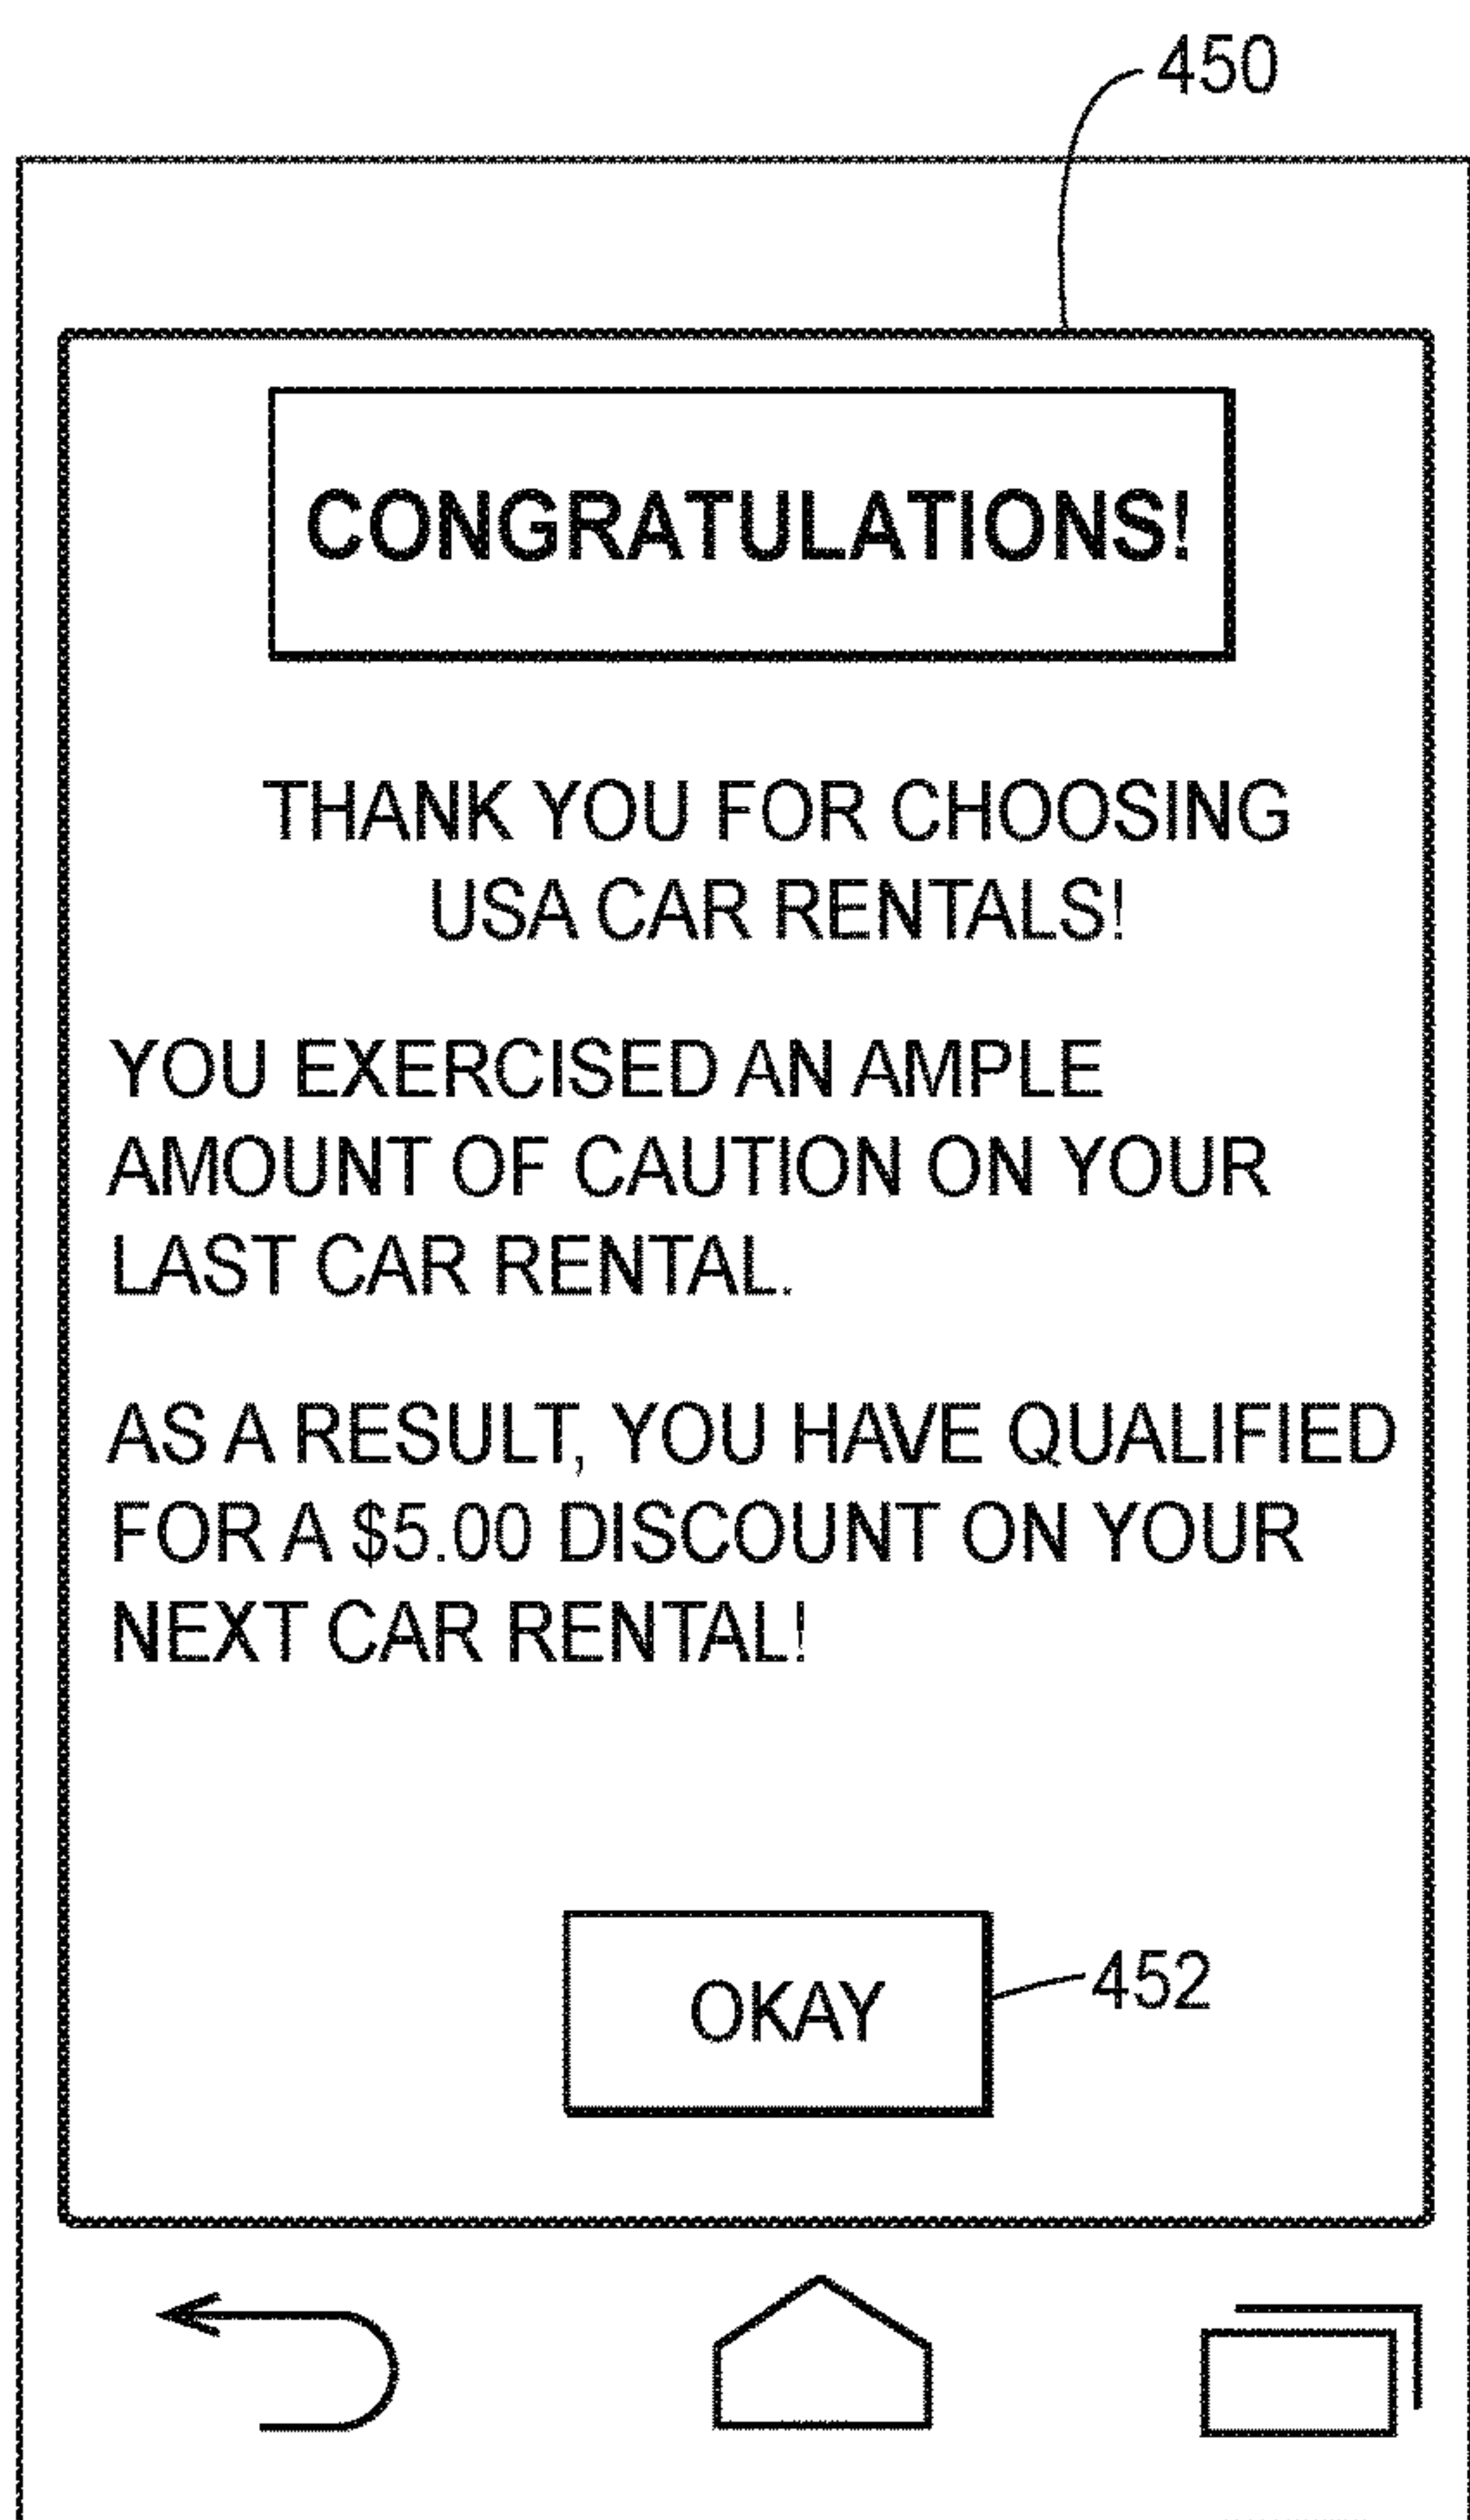 450
CONGRATULATIONS!
THANK YOU FOR CHOOSING
USA CAR RENTALS!
YOU EXERCISED AN AMPLE
AMOUNT OF CAUTION ON YOUR
LAST CAR RENTAL.
AS A RESULT, YOU HAVE QUALIFIED
FOR A $5.00 DISCOUNT ON YOUR
NEXT CAR RENTAL!
OKAY
452